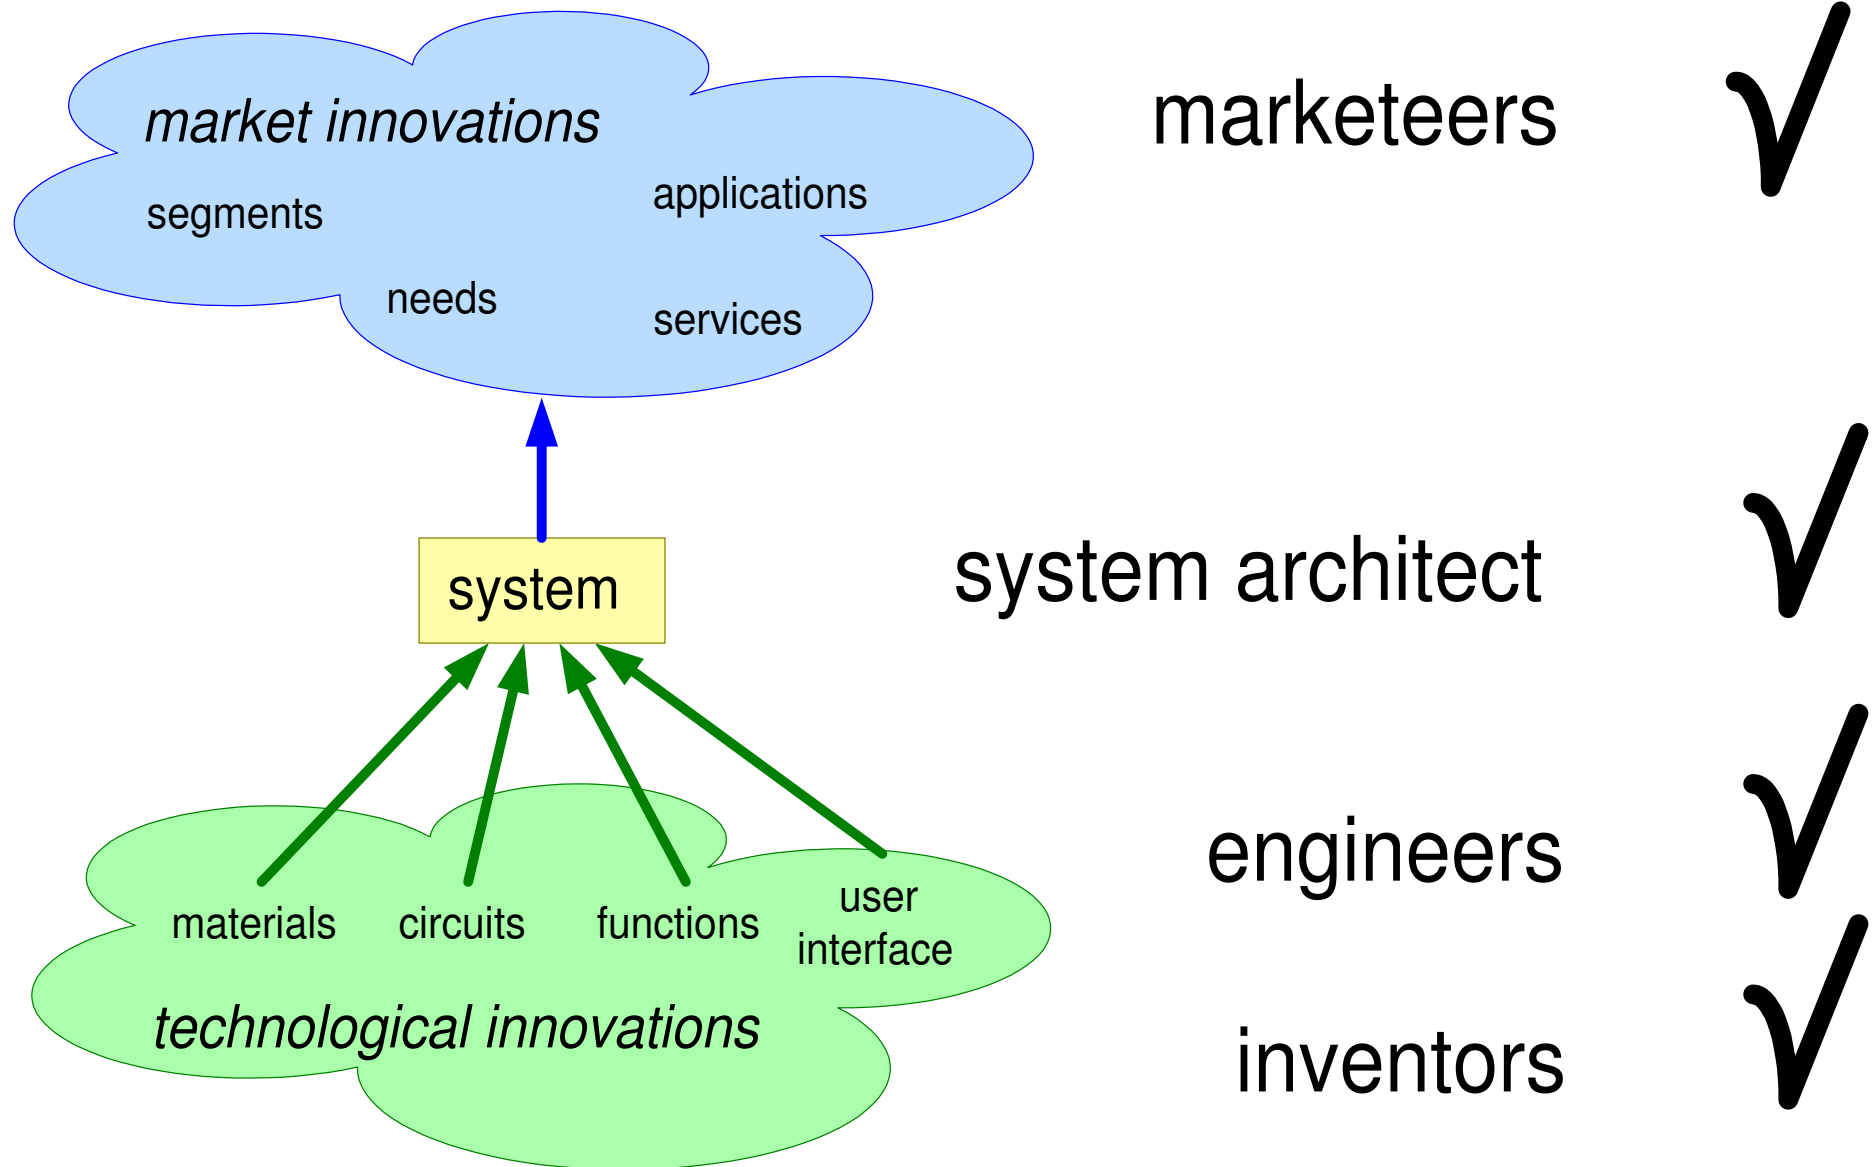 market innovations
marketeers
segments
applications
needs
services
system
system architect
engineers
materials
circuits
functions
user
interface
technological innovations
inventors